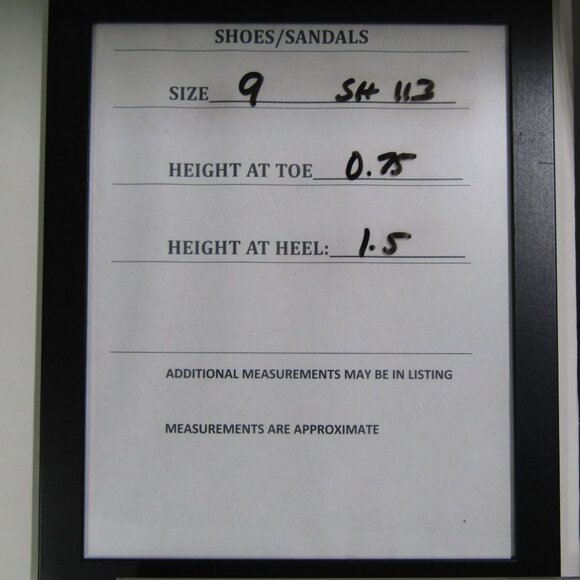 SHOES/SANDALS
SIZE 9 SH 113
HEIGHT AT TOE 0.75
HEIGHT AT HEEL: 1.5
ADDITIONAL MEASUREMENTS MAY BE IN LISTING
MEASUREMENTS ARE APPROXIMATE